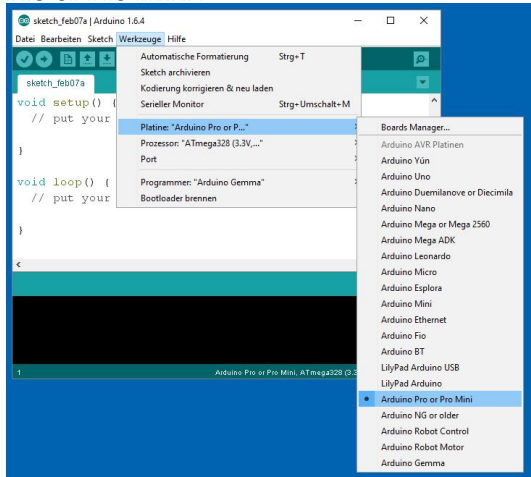 sketch_feb07a | Arduino 1.6.4
Datei Bearbeiten Sketch Werkzeuge Hilfe
sketch_feb07a
void setup() {
// put your
}
void loop() {
// put your
}
Automatische Formatierung Strg+T
Sketch archivieren
Kodierung korrigieren & neu laden
Serieller Monitor Strg+Umschalt+M
Platine: "Arduino Pro or P..."
Prozessor: "ATmega328 (3.3V,..."
Port
Programmer: "Arduino Gemma"
Bootloader brennen
Boards Manager...
Arduino AVR Platinen
Arduino Yún
Arduino Uno
Arduino Duemilanove or Diecimila
Arduino Nano
Arduino Mega or Mega 2560
Arduino Mega ADK
Arduino Leonardo
Arduino Micro
Arduino Esplora
Arduino Mini
Arduino Ethernet
Arduino Fio
Arduino BT
LilyPad Arduino USB
LilyPad Arduino
Arduino Pro or Pro Mini
Arduino NG or older
Arduino Robot Control
Arduino Robot Motor
Arduino Gemma
1 Arduino Pro or Pro Mini, ATmega328 (3.3